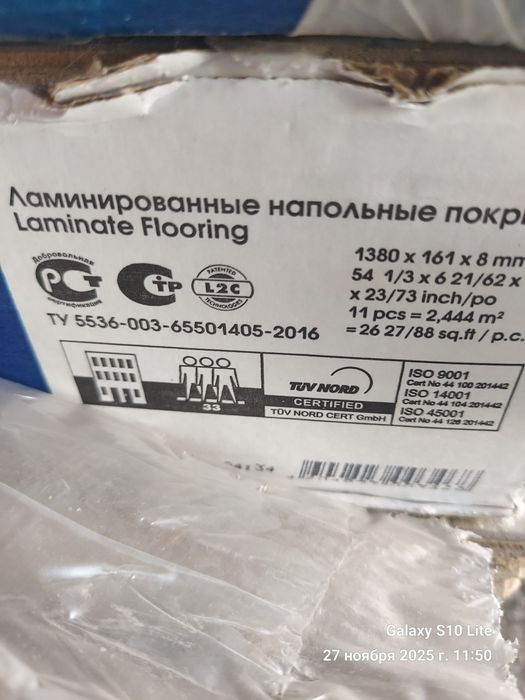 Ламинированные напольные
Laminate Flooring
1380 x 161 x 8 mm
54 1/3 x 6 21/62 x
x 23/73 inch/po
11 pcs = 2,444 m²
= 26 27/88 sq.ft / p.c.
Добровольная
РСТ
сертификация
СТР
PATENTED
L2C
TECHNOLOGIES
ТУ 5536-003-65501405-2016
33
TÜV NORD
CERTIFIED
TÜV NORD CERT GmbH
ISO 9001
Cert No 44 100 201442
ISO 14001
Cert No 44 104 201442
ISO 45001
Cert No 44 126 201442
Galaxy S10 Lite
27 ноября 2025 г. 11:50